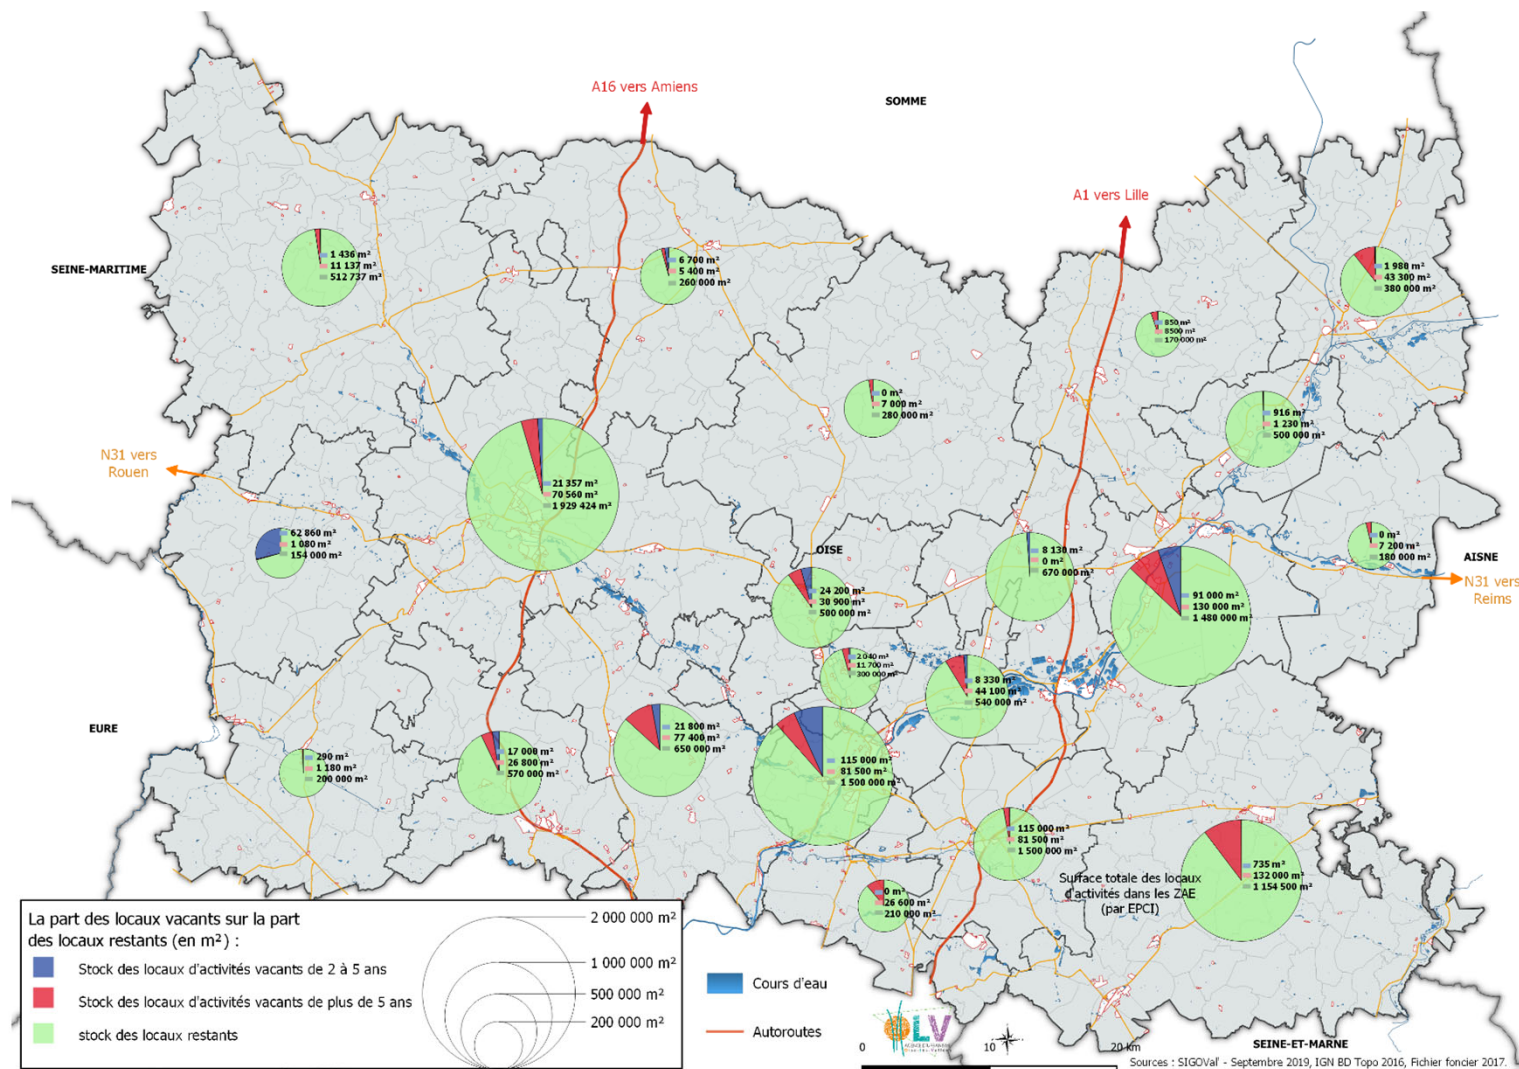 A16 vers Amiens
SOMME
A1 vers Lille
SEINE-MARITIME
1 436 m²
11 137 m²
512 737 m²
6 700 m²
5 400 m²
260 000 m²
1 980 m²
43 300 m²
380 000 m²
850 m²
8500 m²
170 000 m²
0 m²
7 000 m²
280 000 m²
916 m²
1 230 m²
500 000 m²
N31 vers
Rouen
21 357 m²
70 560 m²
1 929 424 m²
62 860 m²
1 080 m²
154 000 m²
OISE
8 130 m²
0 m²
670 000 m²
0 m²
7 200 m²
180 000 m²
AISNE
N31 vers
Reims
24 200 m²
30 900 m²
500 000 m²
91 000 m²
130 000 m²
1 480 000 m²
2 040 m²
11 700 m²
300 000 m²
8 330 m²
44 100 m²
540 000 m²
EURE
290 m²
1 180 m²
200 000 m²
17 000 m²
26 800 m²
570 000 m²
21 800 m²
77 400 m²
650 000 m²
115 000 m²
81 500 m²
1 500 000 m²
115 000 m²
81 500 m²
1 500 000 m²
Surface totale des locaux
d'activités dans les ZAE
(par EPCI)
735 m²
132 000 m²
1 154 500 m²
0 m²
26 600 m²
210 000 m²
La part des locaux vacants sur la part
des locaux restants (en m²) :
Stock des locaux d'activités vacants de 2 à 5 ans
Stock des locaux d'activités vacants de plus de 5 ans
stock des locaux restants
2 000 000 m²
1 000 000 m²
500 000 m²
200 000 m²
Cours d'eau
Autoroutes
OLV
0 10 20 km
SEINE-ET-MARNE
Sources : SIGOVal' - Septembre 2019, IGN BD Topo 2016, Fichier foncier 2017.